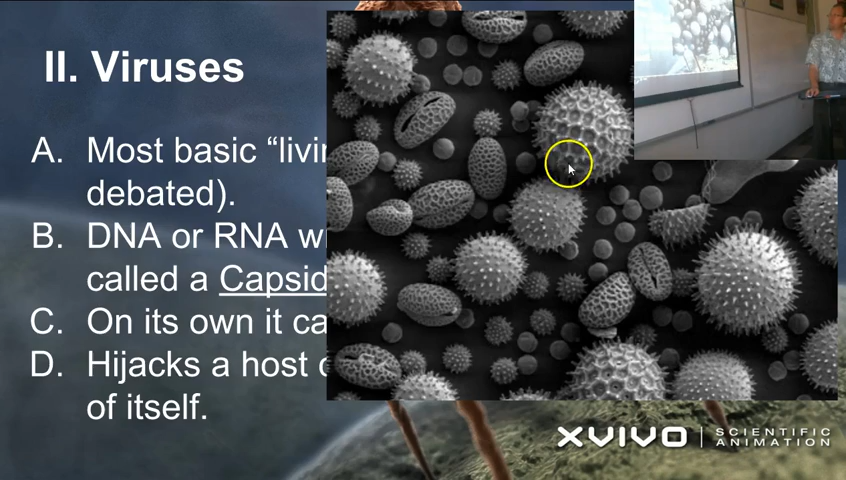 II. Viruses
A. Most basic “livi
debated).
B. DNA or RNA w
called a Capsid
C. On its own it ca
D. Hijacks a host
of itself.
XVIVO | SCIENTIFIC
ANIMATION